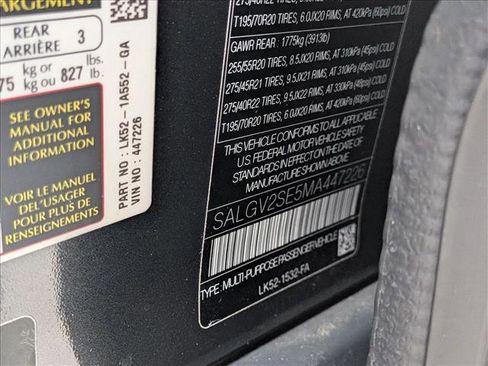 ARGEMENT
REAR
ARRIÈRE 3
75 kg or 827 lbs.
kg ou lb.
SEE OWNER'S
MANUAL FOR
ADDITIONAL
INFORMATION
VOIR LE MANUEL
DE L'USAGER
POUR PLUS DE
RENSEIGNEMENTS
PART NO : LK52-1A552-GA
VIN NO : 447226
T195/70R20 TIRES, 6.0JX20 RIMS, AT 420kPa (60psi) COLD
GAWR REAR : 1775kg (3913lb)
255/55R20 TIRES, 8.5JX20 RIMS, AT 310kPa (45psi) COLD
275/45R21 TIRES, 9.5JX21 RIMS, AT 310kPa (45psi) COLD
275/40R22 TIRES, 9.5JX22 RIMS, AT 330kPa (48psi) COLD
T195/70R20 TIRES, 6.0JX20 RIMS, AT 420kPa (60psi) COLD
THIS VEHICLE CONFORMS TO ALL APPLICABLE
U.S. FEDERAL MOTOR VEHICLE SAFETY
STANDARDS IN EFFECT ON THE DATE OF
MANUFACTURE SHOWN ABOVE.
SALGV2SE5MA447226
TYPE : MULTI-PURPOSE PASSENGER VEHICLE
LK52-1532-FA